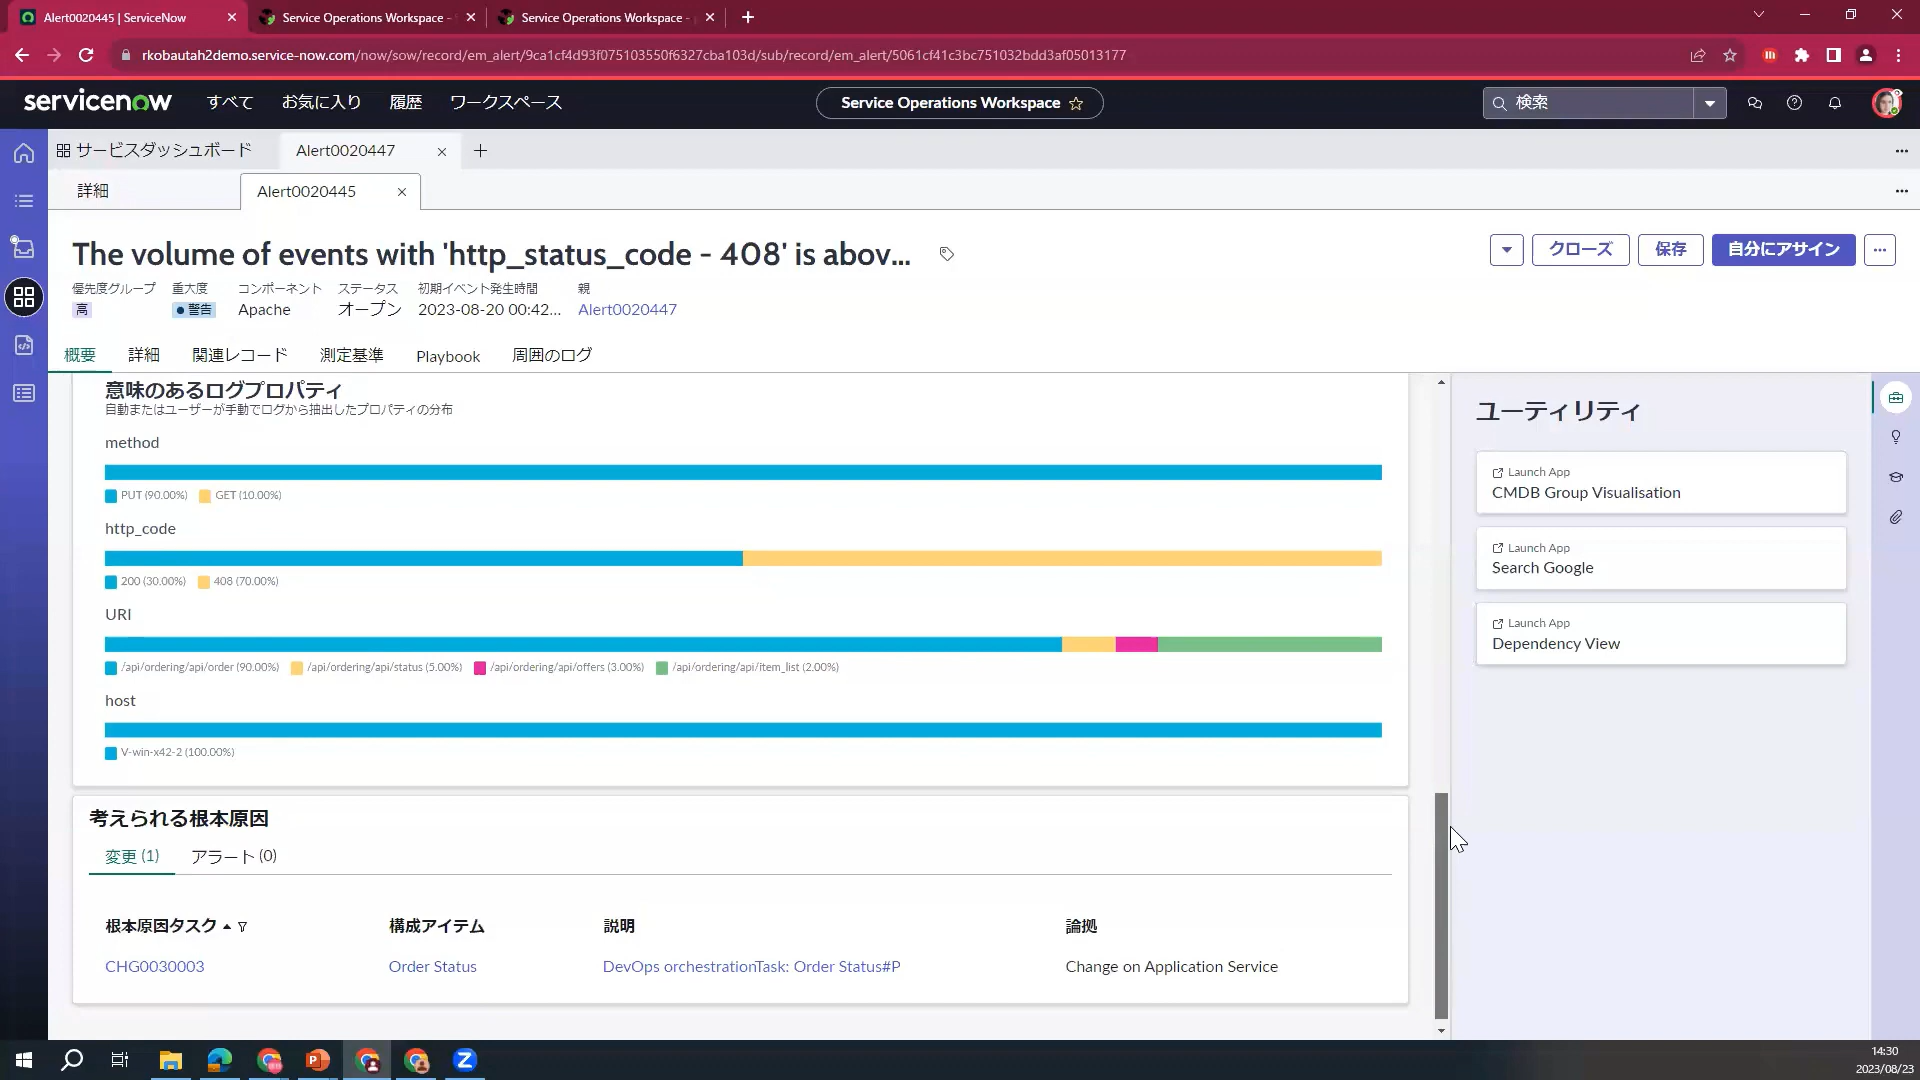 Alert0020445 | ServiceNow
Service Operations Workspace -
Service Operations Workspace -
rkobautah2demo.service-now.com/now/sow/record/em_alert/9ca1cf4d93f075103550f6327cba103d/sub/record/em_alert/5061cf41c3bc751032bdd3af05013177
servicenow
すべて
お気に入り
履歴
ワークスペース
Service Operations Workspace
検索
サービスダッシュボード
Alert0020447
詳細
Alert0020445
The volume of events with 'http_status_code - 408' is abov...
クローズ
保存
自分にアサイン
優先度グループ 重大度 コンポーネント ステータス 初期イベント発生時間 親
高 警告 Apache オープン 2023-08-20 00:42... Alert0020447
概要 詳細 関連レコード 測定基準 Playbook 周囲のログ
意味のあるログプロパティ
自動またはユーザーが手動でログから抽出したプロパティの分布
method
PUT (90.00%) GET (10.00%)
http_code
200 (30.00%) 408 (70.00%)
URI
/api/ordering/api/order (90.00%) /api/ordering/api/status (5.00%) /api/ordering/api/offers (3.00%) /api/ordering/api/item_list (2.00%)
host
V-win-x42-2 (100.00%)
考えられる根本原因
変更 (1) アラート (0)
根本原因タスク 構成アイテム 説明 論拠
CHG0030003 Order Status DevOps orchestrationTask: Order Status#P Change on Application Service
ユーティリティ
Launch App
CMDB Group Visualisation
Launch App
Search Google
Launch App
Dependency View
14:30
2023/08/23